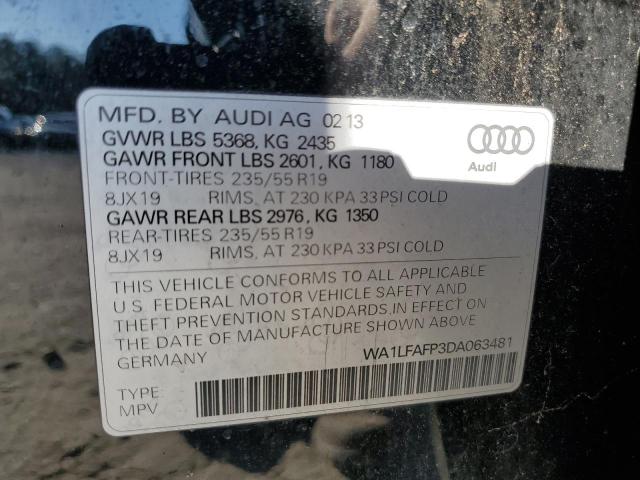 MFD. BY AUDI AG 02 13
GVWR LBS 5368, KG 2435
GAWR FRONT LBS 2601, KG 1180
FRONT-TIRES 235/55 R19
8JX19 RIMS, AT 230 KPA 33 PSI COLD
GAWR REAR LBS 2976, KG 1350
REAR-TIRES 235/55 R19
8JX19 RIMS, AT 230 KPA 33 PSI COLD
Audi
THIS VEHICLE CONFORMS TO ALL APPLICABLE
U.S. FEDERAL MOTOR VEHICLE SAFETY AND
THEFT PROTECTION STANDARDS.IN EFFECT ON
THE DATE OF MANUFACTURE SHOWN ABOVE
GERMANY
WA1LFAFP3DA063481
TYPE:
MPV